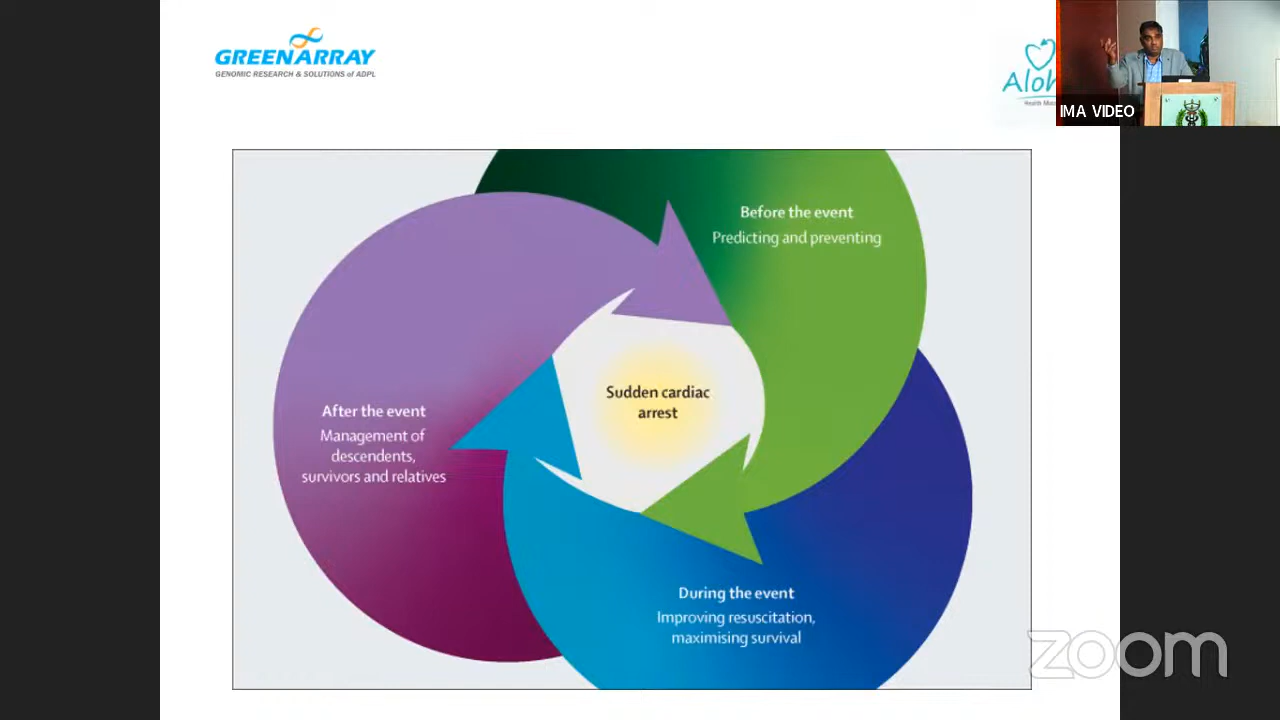 GREENARRAY
GENOMIC RESEARCH & SOLUTIONS of ADPL
IMA VIDEO
Before the event
Predicting and preventing
Sudden cardiac
arrest
After the event
Management of
descendents,
survivors and relatives
During the event
Improving resuscitation,
maximising survival
zoom